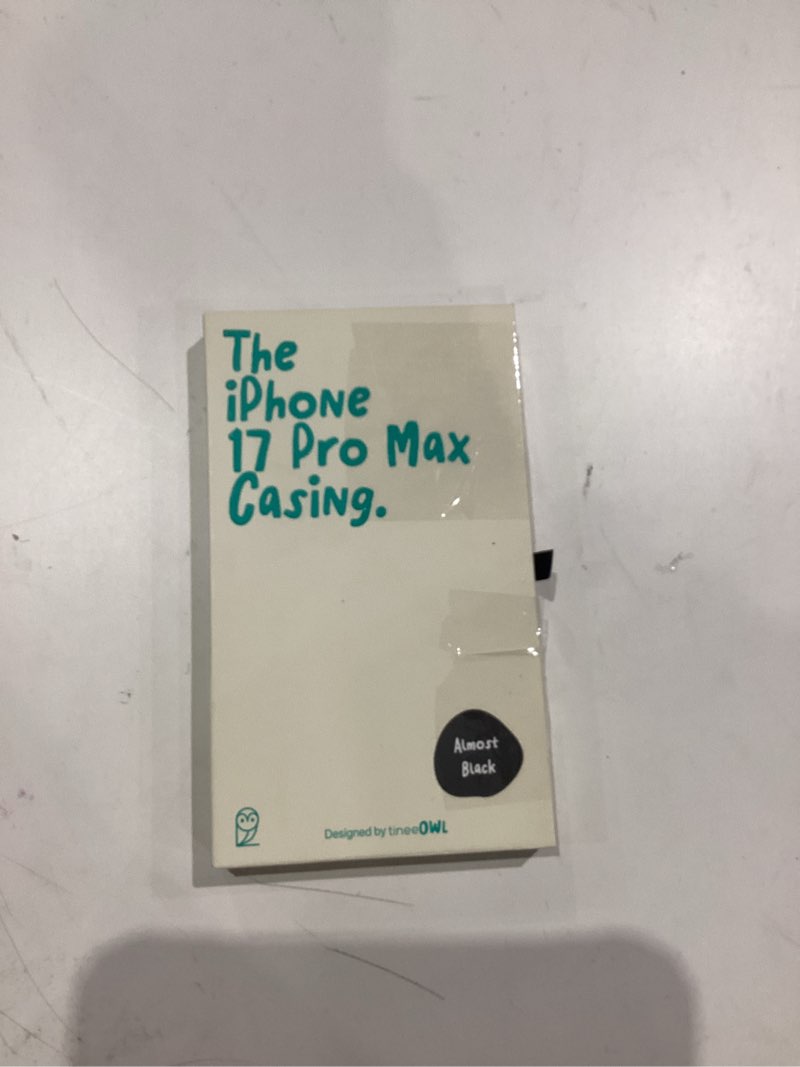 The
iPhone
17 Pro Max
Casing.
Almost
Black
Designed by tineeOWL